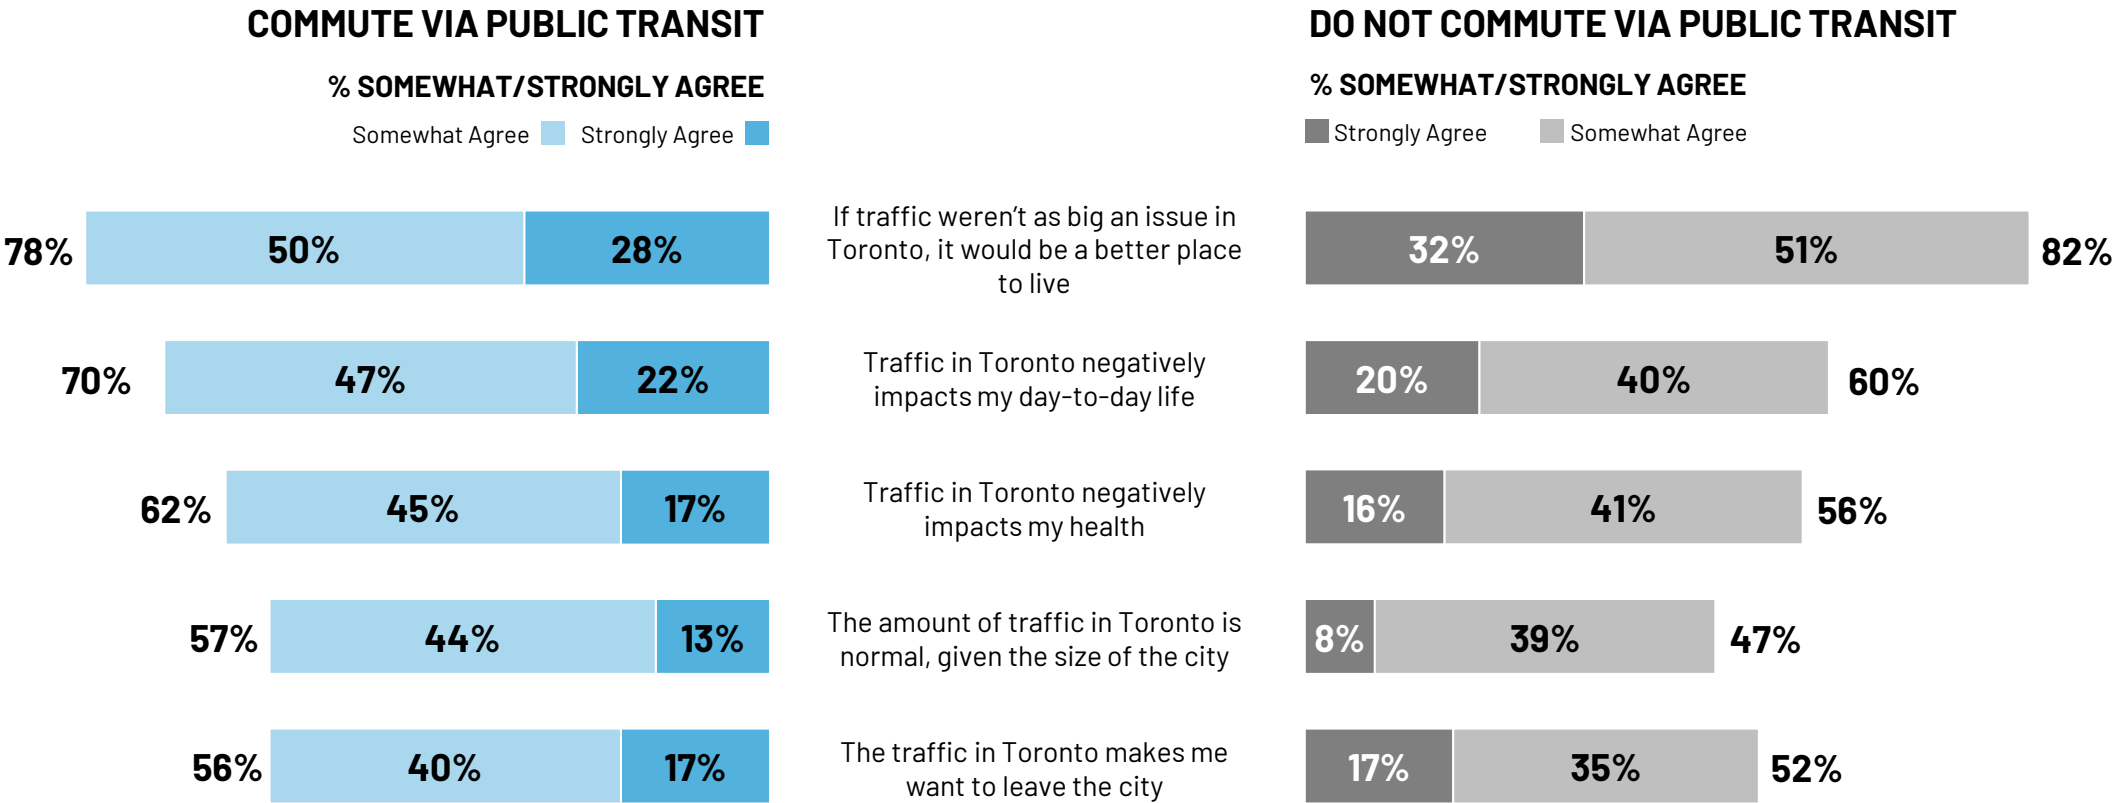 COMMUTE VIA PUBLIC TRANSIT
% SOMEWHAT/STRONGLY AGREE
Somewhat Agree Strongly Agree
DO NOT COMMUTE VIA PUBLIC TRANSIT
% SOMEWHAT/STRONGLY AGREE
Strongly Agree Somewhat Agree
78% 50% 28%
If traffic weren't as big an issue in
Toronto, it would be a better place
to live
32% 51% 82%
70% 47% 22%
Traffic in Toronto negatively
impacts my day-to-day life
20% 40% 60%
62% 45% 17%
Traffic in Toronto negatively
impacts my health
16% 41% 56%
57% 44% 13%
The amount of traffic in Toronto is
normal, given the size of the city
8% 39% 47%
56% 40% 17%
The traffic in Toronto makes me
want to leave the city
17% 35% 52%